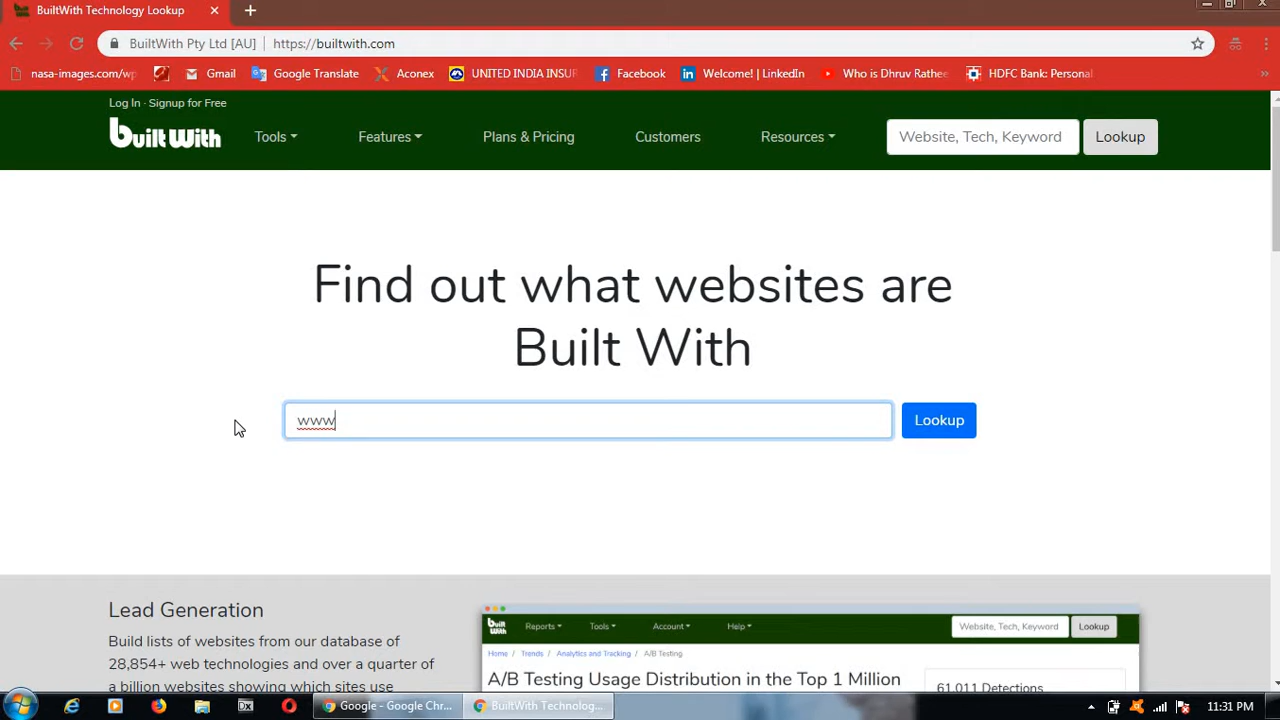 BuiltWith Technology Lookup
BuiltWith Pty Ltd [AU] https://builtwith.com
nasa-images.com/wp Gmail Google Translate Aconex UNITED INDIA INSUR Facebook Welcome! | LinkedIn Who is Dhruv Rathee HDFC Bank: Personal
Log In · Signup for Free
built With Tools Features Plans & Pricing Customers Resources Website, Tech, Keyword Lookup
Find out what websites are
Built With
www Lookup
Lead Generation
Build lists of websites from our database of
28,854+ web technologies and over a quarter of
a billion websites showing which sites use
built With Reports Tools Account Help Website, Tech, Keyword Lookup
Home / Trends / Analytics and Tracking / A/B Testing
A/B Testing Usage Distribution in the Top 1 Million
61,011 Detections
Google - Google Chr... BuiltWith Technolog... 11:31 PM